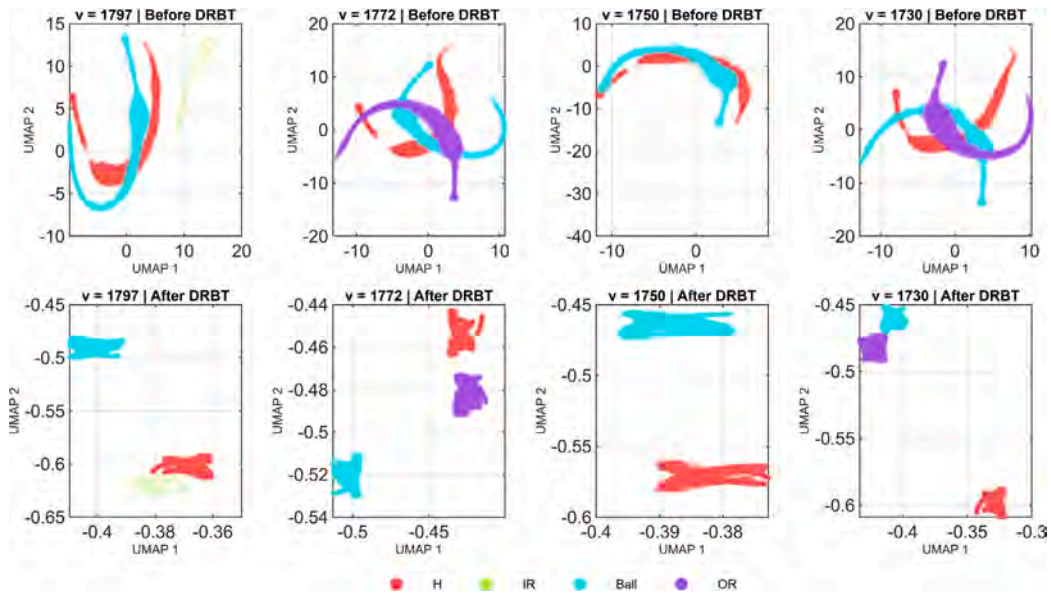 v = 1797 | Before DRBT
15
10
5
0
-5
-10
0
10
20
UMAP 1
UMAP 2
v = 1772 | Before DRBT
20
10
0
-10
-20
-10
0
10
UMAP 1
UMAP 2
v = 1750 | Before DRBT
20
10
0
-10
-20
-30
-40
-10
0
UMAP 1
UMAP 2
v = 1730 | Before DRBT
20
10
0
-10
-20
-10
0
10
UMAP 1
UMAP 2
v = 1797 | After DRBT
-0.45
-0.5
-0.55
-0.6
-0.65
-0.4
-0.38
-0.36
UMAP 1
UMAP 2
v = 1772 | After DRBT
-0.44
-0.46
-0.48
-0.5
-0.52
-0.54
-0.5
-0.45
UMAP 1
UMAP 2
v = 1750 | After DRBT
-0.45
-0.5
-0.55
-0.6
-0.4
-0.39
-0.38
UMAP 1
UMAP 2
v = 1730 | After DRBT
-0.45
-0.5
-0.55
-0.6
-0.4
-0.35
-0.3
UMAP 1
UMAP 2
H
IR
Ball
OR